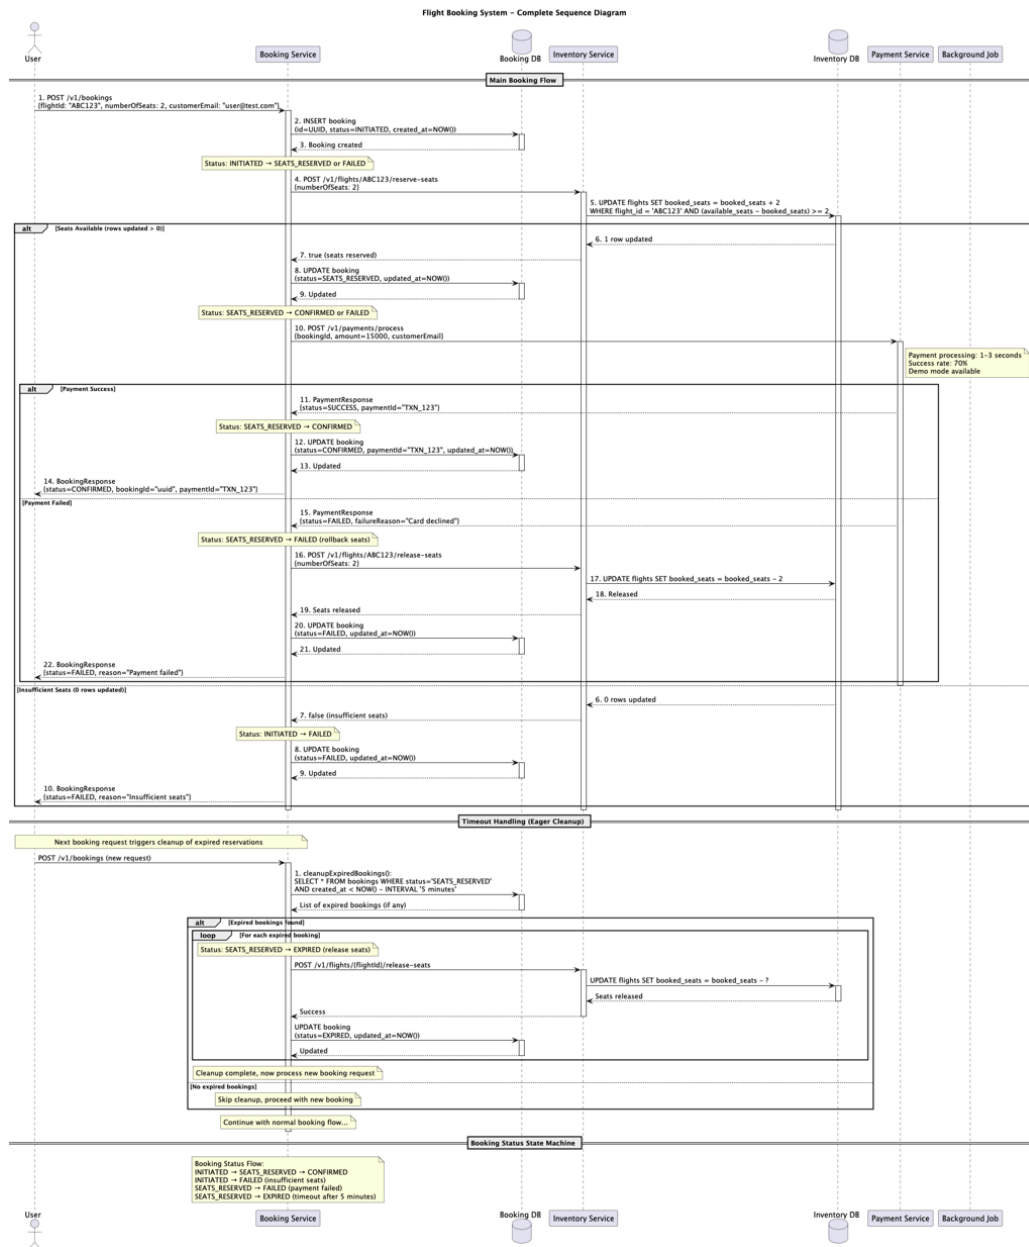 Flight Booking System - Complete Sequence Diagram
User
Booking Service
Booking DB
Inventory Service
Inventory DB
Payment Service
Background Job
Main Booking Flow
1. POST /v1/bookings
{flightId: "ABC123", numberOfSeats: 2, customerEmail: "user@test.com"}
2. INSERT booking
(id=UUID, status=INITIATED, created_at=NOW())
3. Booking created
Status: INITIATED → SEATS_RESERVED or FAILED
4. POST /v1/flights/ABC123/reserve-seats
{numberOfSeats: 2}
5. UPDATE flights SET booked_seats = booked_seats + 2
WHERE flight_id = 'ABC123' AND (available_seats - booked_seats) >= 2
alt
[Seats Available (rows updated > 0)]
6. 1 row updated
7. true (seats reserved)
8. UPDATE booking
(status=SEATS_RESERVED, updated_at=NOW())
9. Updated
Status: SEATS_RESERVED → CONFIRMED or FAILED
10. POST /v1/payments/process
{bookingId, amount=15000, customerEmail}
Payment processing: 1-3 seconds
Success rate: 70%
Demo mode available
alt
[Payment Success]
11. PaymentResponse
{status=SUCCESS, paymentId="TXN_123"}
Status: SEATS_RESERVED → CONFIRMED
12. UPDATE booking
(status=CONFIRMED, paymentId="TXN_123", updated_at=NOW())
13. Updated
14. BookingResponse
{status=CONFIRMED, bookingId="uuid", paymentId="TXN_123"}
[Payment Failed]
15. PaymentResponse
{status=FAILED, failureReason="Card declined"}
Status: SEATS_RESERVED → FAILED (rollback seats)
16. POST /v1/flights/ABC123/release-seats
{numberOfSeats: 2}
17. UPDATE flights SET booked_seats = booked_seats - 2
18. Released
19. Seats released
20. UPDATE booking
(status=FAILED, updated_at=NOW())
21. Updated
22. BookingResponse
{status=FAILED, reason="Payment failed"}
[Insufficient Seats (0 rows updated)]
6. 0 rows updated
7. false (insufficient seats)
Status: INITIATED → FAILED
8. UPDATE booking
(status=FAILED, updated_at=NOW())
9. Updated
10. BookingResponse
{status=FAILED, reason="Insufficient seats"}
Timeout Handling (Eager Cleanup)
Next booking request triggers cleanup of expired reservations
POST /v1/bookings (new request)
1. cleanupExpiredBookings():
SELECT * FROM bookings WHERE status='SEATS_RESERVED'
AND created_at < NOW() - INTERVAL '5 minutes'
List of expired bookings (if any)
alt
[Expired bookings found]
loop
[For each expired booking]
Status: SEATS_RESERVED → EXPIRED (release seats)
POST /v1/flights/{flightId}/release-seats
UPDATE flights SET booked_seats = booked_seats - ?
Seats released
Success
UPDATE booking
(status=EXPIRED, updated_at=NOW())
Updated
Cleanup complete, now process new booking request
[No expired bookings]
Skip cleanup, proceed with new booking
Continue with normal booking flow...
Booking Status State Machine
Booking Status Flow:
INITIATED → SEATS_RESERVED → CONFIRMED
INITIATED → FAILED (insufficient seats)
SEATS_RESERVED → FAILED (payment failed)
SEATS_RESERVED → EXPIRED (timeout after 5 minutes)
User
Booking Service
Booking DB
Inventory Service
Inventory DB
Payment Service
Background Job